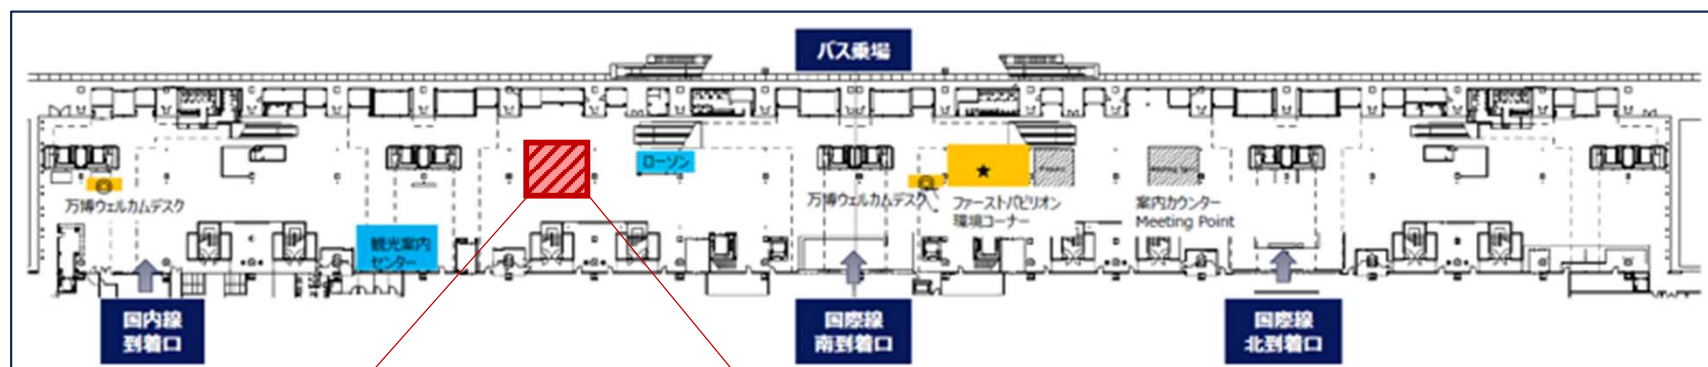 バス乗場
ローソン
万博ウェルカムデスク
観光案内
センター
万博ウェルカムデスク
★
ファーストパビリオン
環境コーナー
案内カウンター
Meeting Point
国内線
到着口
国際線
南到着口
国際線
北到着口